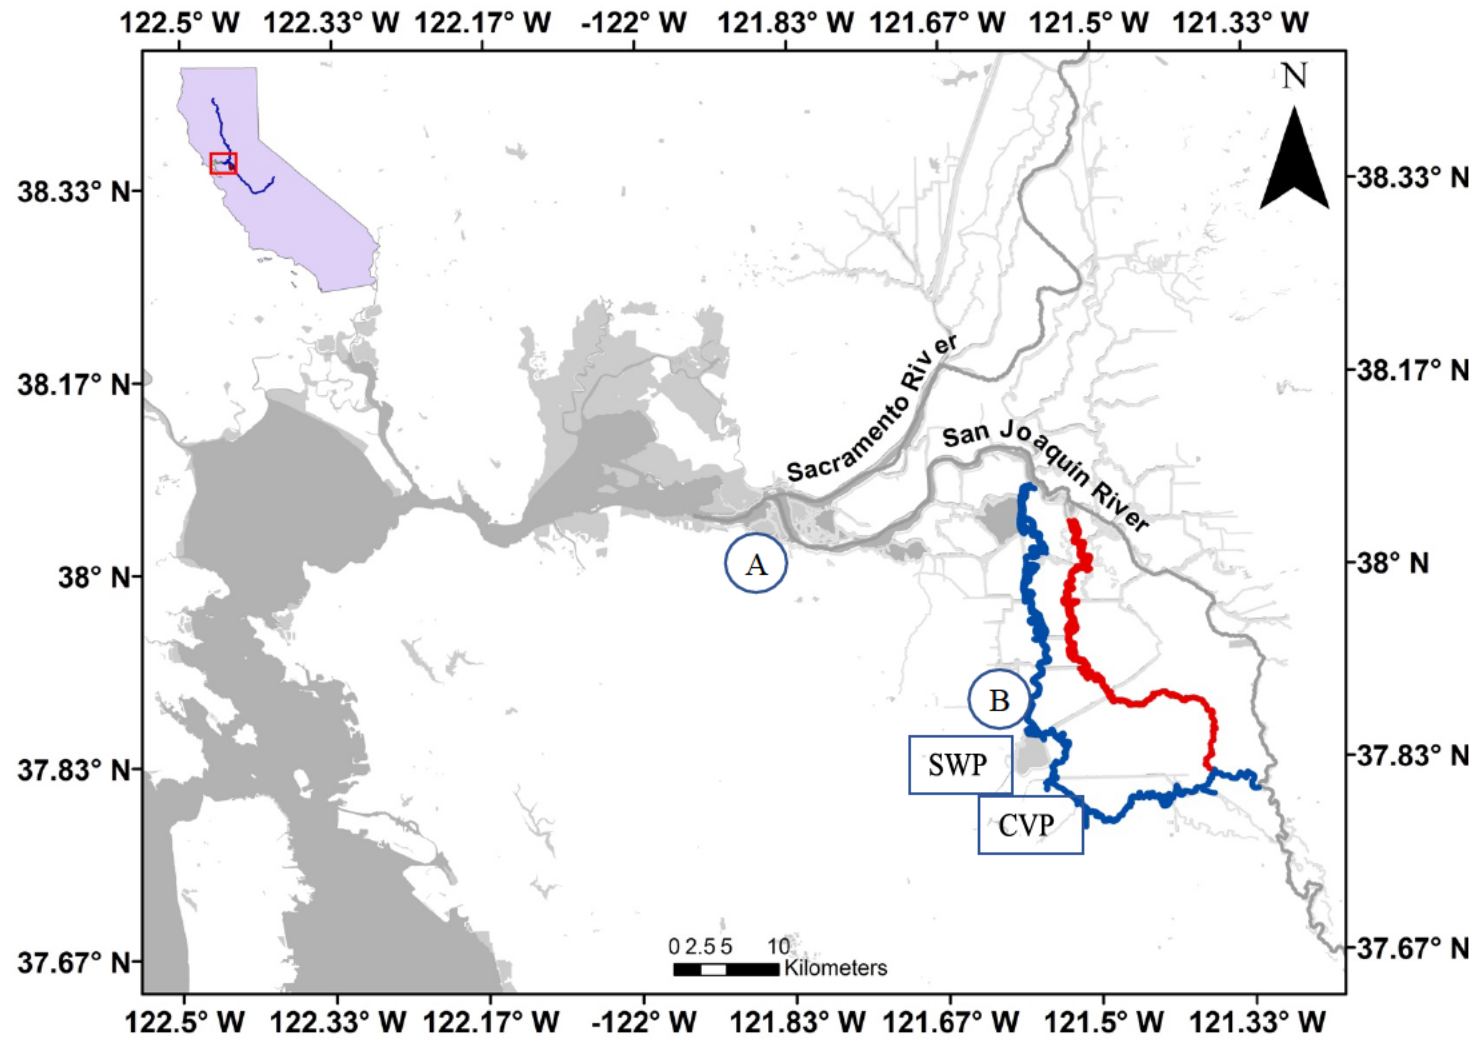 122.5° W 122.33° W 122.17° W -122° W 121.83° W 121.67° W 121.5° W 121.33° W
N
38.33° N 38.33° N
38.17° N 38.17° N
Sacramento River
San Joaquin River
A
38° N 38° N
B
SWP
37.83° N 37.83° N
CVP
0 2.5 5 10
Kilometers
37.67° N 37.67° N
122.5° W 122.33° W 122.17° W -122° W 121.83° W 121.67° W 121.5° W 121.33° W